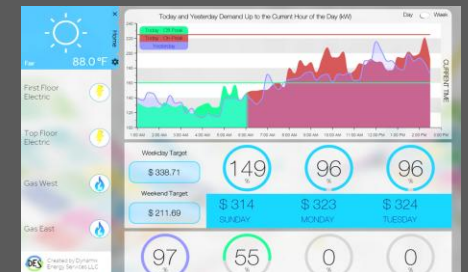 Today and Yesterday Demand Up to the Current Hour of the Day (kW)
Day
Week
Home
Fair
88.0 °F
Today - Off Peak
Today - On Peak
Yesterday
CURRENT TIME
First Floor
Electric
Top Floor
Electric
Gas West
Gas East
Weekday Target
$ 338.71
Weekend Target
$ 211.69
149
%
96
%
96
%
$ 314
SUNDAY
$ 323
MONDAY
$ 324
TUESDAY
97
%
55
%
0
%
0
%
DES
Created by Dynamix
Energy Services LLC